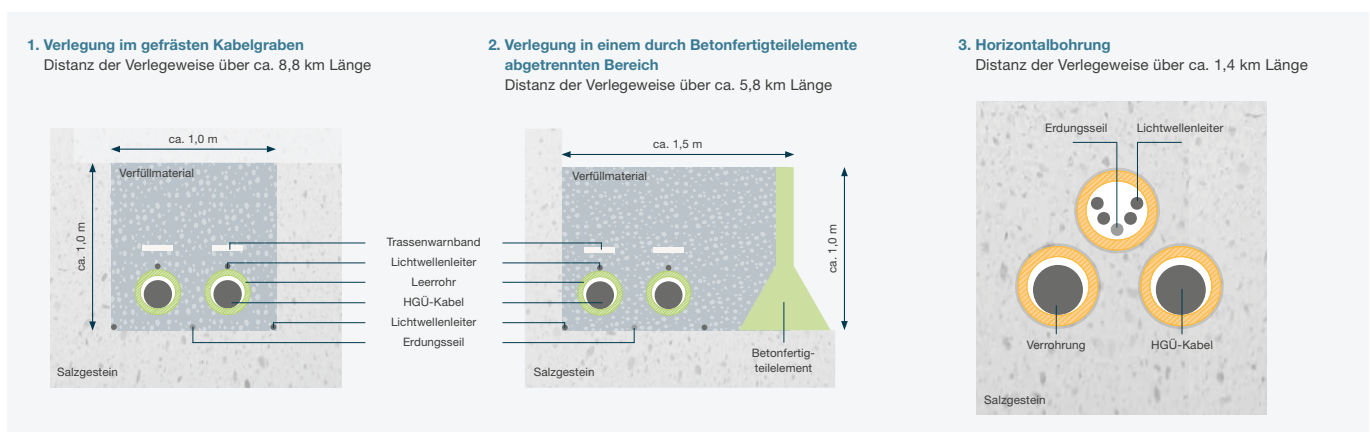 1. Verlegung im gefrästen Kabelgraben
Distanz der Verlegeweise über ca. 8,8 km Länge
ca. 1,0 m
Verfüllmaterial
ca. 1,0 m
Salzgestein
Trassenwarnband
Lichtwellenleiter
Leerrohr
HGÜ-Kabel
Lichtwellenleiter
Erdungsseil
2. Verlegung in einem durch Betonfertigteilelemente
abgetrennten Bereich
Distanz der Verlegeweise über ca. 5,8 km Länge
ca. 1,5 m
Verfüllmaterial
ca. 1,0 m
Betonfertig-
teilelement
Salzgestein
3. Horizontalbohrung
Distanz der Verlegeweise über ca. 1,4 km Länge
Erdungsseil
Lichtwellenleiter
Verrohrung
HGÜ-Kabel
Salzgestein